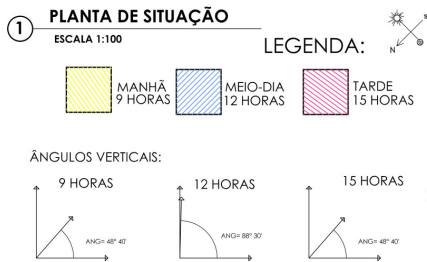 1 PLANTA DE SITUAÇÃO
ESCALA 1:100
LEGENDA:
N
S
MANHÃ
9 HORAS
MEIO-DIA
12 HORAS
TARDE
15 HORAS
ÂNGULOS VERTICAIS:
9 HORAS
12 HORAS
15 HORAS
ANG= 48° 40'
ANG= 88° 30'
ANG= 48° 40'